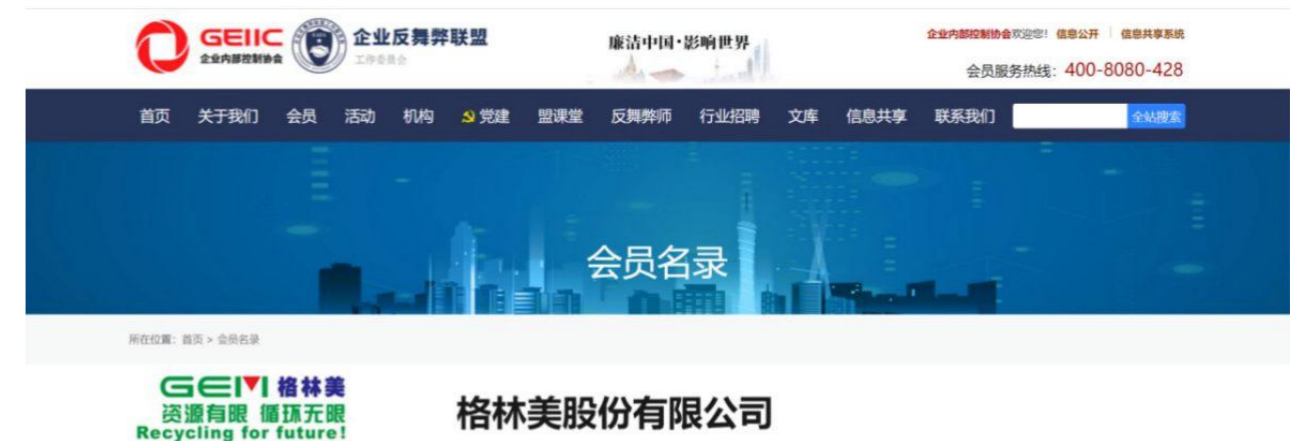 GEIIC
企业内部控制协会
企业反舞弊联盟
工作委员会
廉洁中国·影响世界
企业内部控制协会欢迎您! 信息公开 | 信息共享系统
会员服务热线: 400-8080-428
首页 关于我们 会员 活动 机构 党建 盟课堂 反舞弊师 行业招聘 文库 信息共享 联系我们 全站搜索
会员名录
所在位置: 首页 > 会员名录
GEM 格林美
资源有限 循环无限
Recycling for future!
格林美股份有限公司